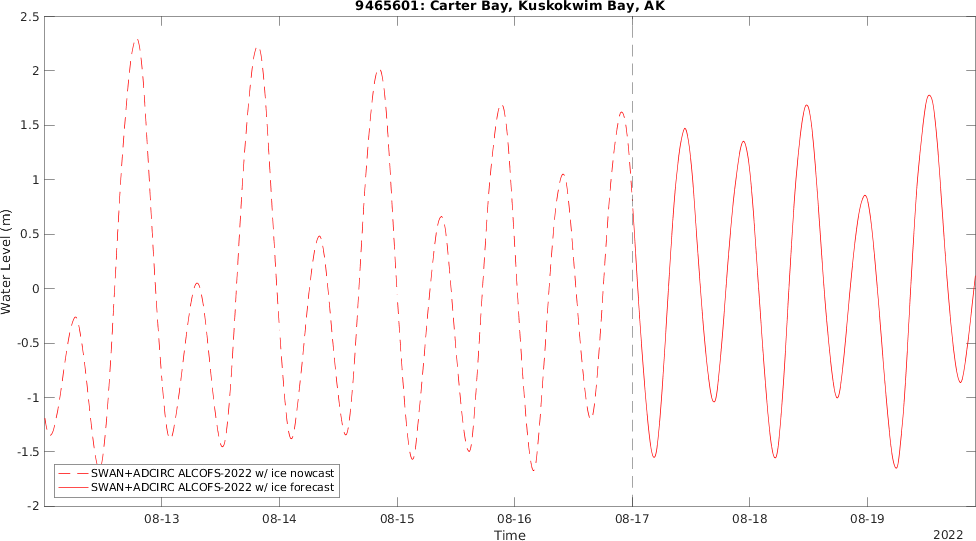 9465601: Carter Bay, Kuskokwim Bay, AK
2.5
2
1.5
1
0.5
0
-0.5
-1
-1.5
-2
Water Level (m)
SWAN+ADCIRC ALCOFS-2022 w/ ice nowcast
SWAN+ADCIRC ALCOFS-2022 w/ ice forecast
08-13 08-14 08-15 08-16 08-17 08-18 08-19
Time
2022